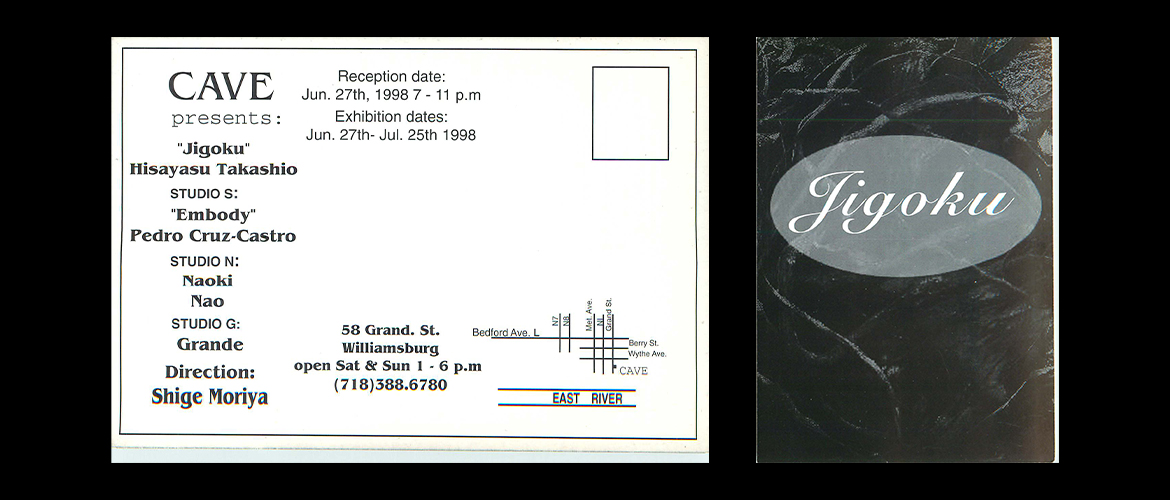 CAVE
presents:
"Jigoku"
Hisayasu Takashio
STUDIO S:
"Embody"
Pedro Cruz-Castro
STUDIO N:
Naoki
Nao
STUDIO G:
Grande
Direction:
Shige Moriya
Reception date:
Jun. 27th, 1998 7 - 11 p.m
Exhibition dates:
Jun. 27th- Jul. 25th 1998
58 Grand. St.
Williamsburg
open Sat & Sun 1 - 6 p.m
(718)388.6780
Bedford Ave. L
N7
N8
Met. Ave.
NL
Grand St.
Berry St.
Wythe Ave.
CAVE
EAST RIVER
Jigoku